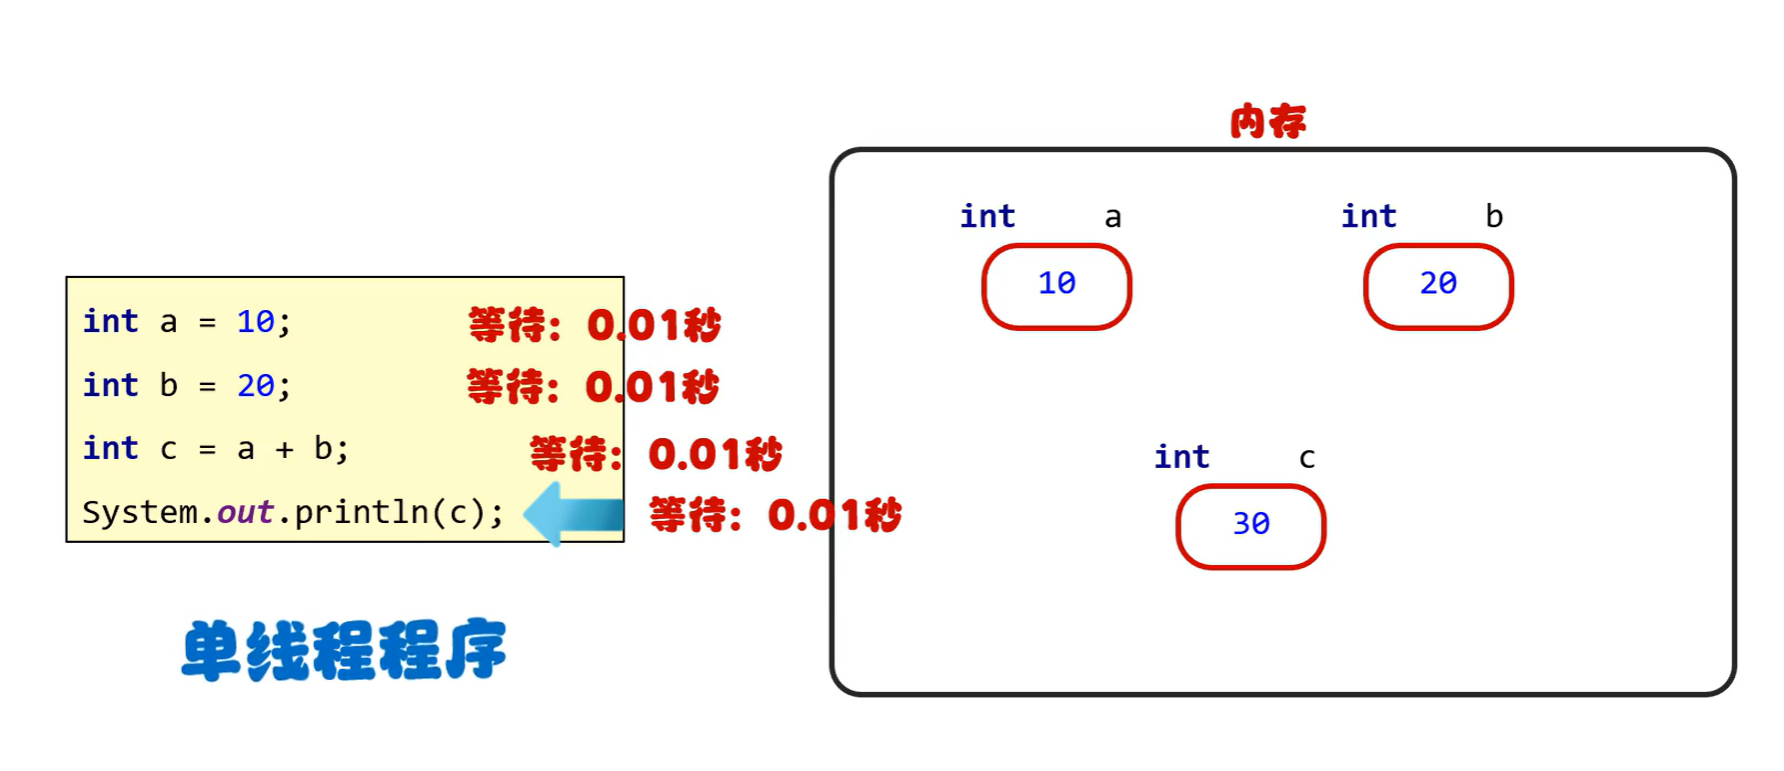 int a = 10; 等待：0.01秒
int b = 20; 等待：0.01秒
int c = a + b; 等待：0.01秒
System.out.println(c); 等待：0.01秒
单线程程序
内存
int a
int b
10
20
int c
30